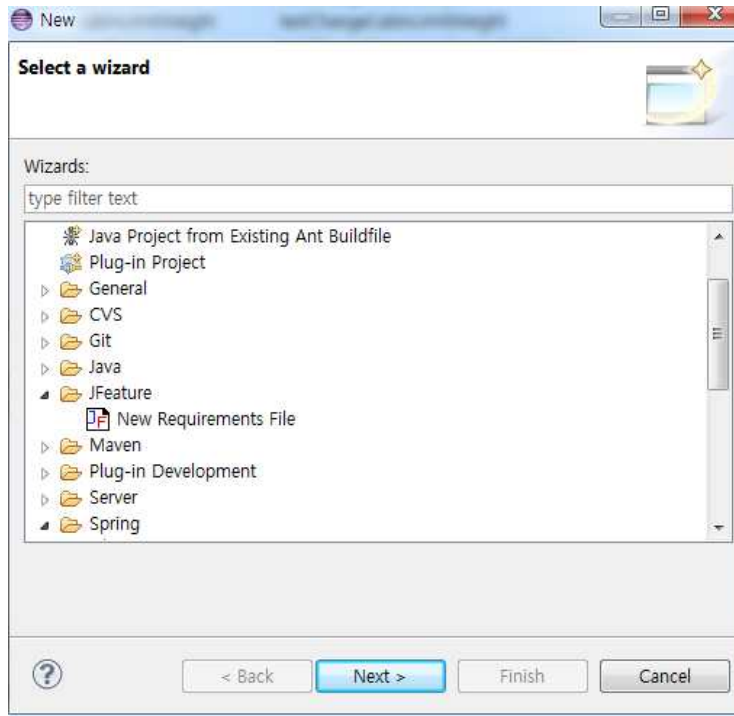 New
Select a wizard
Wizards:
type filter text
Java Project from Existing Ant Buildfile
Plug-in Project
General
CVS
Git
Java
JFeature
JF New Requirements File
Maven
Plug-in Development
Server
Spring
? < Back Next > Finish Cancel